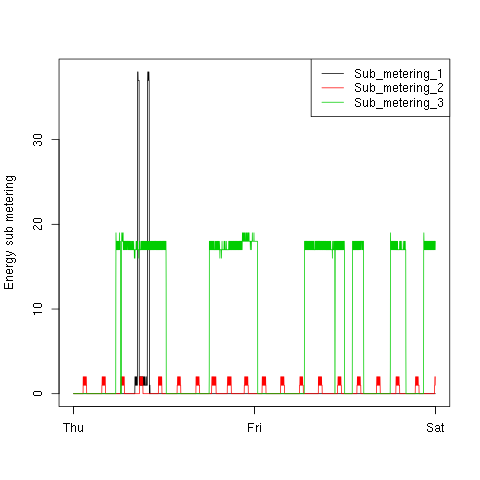 Sub_metering_1
Sub_metering_2
Sub_metering_3
Energy sub metering
30
20
10
0
Thu Fri Sat